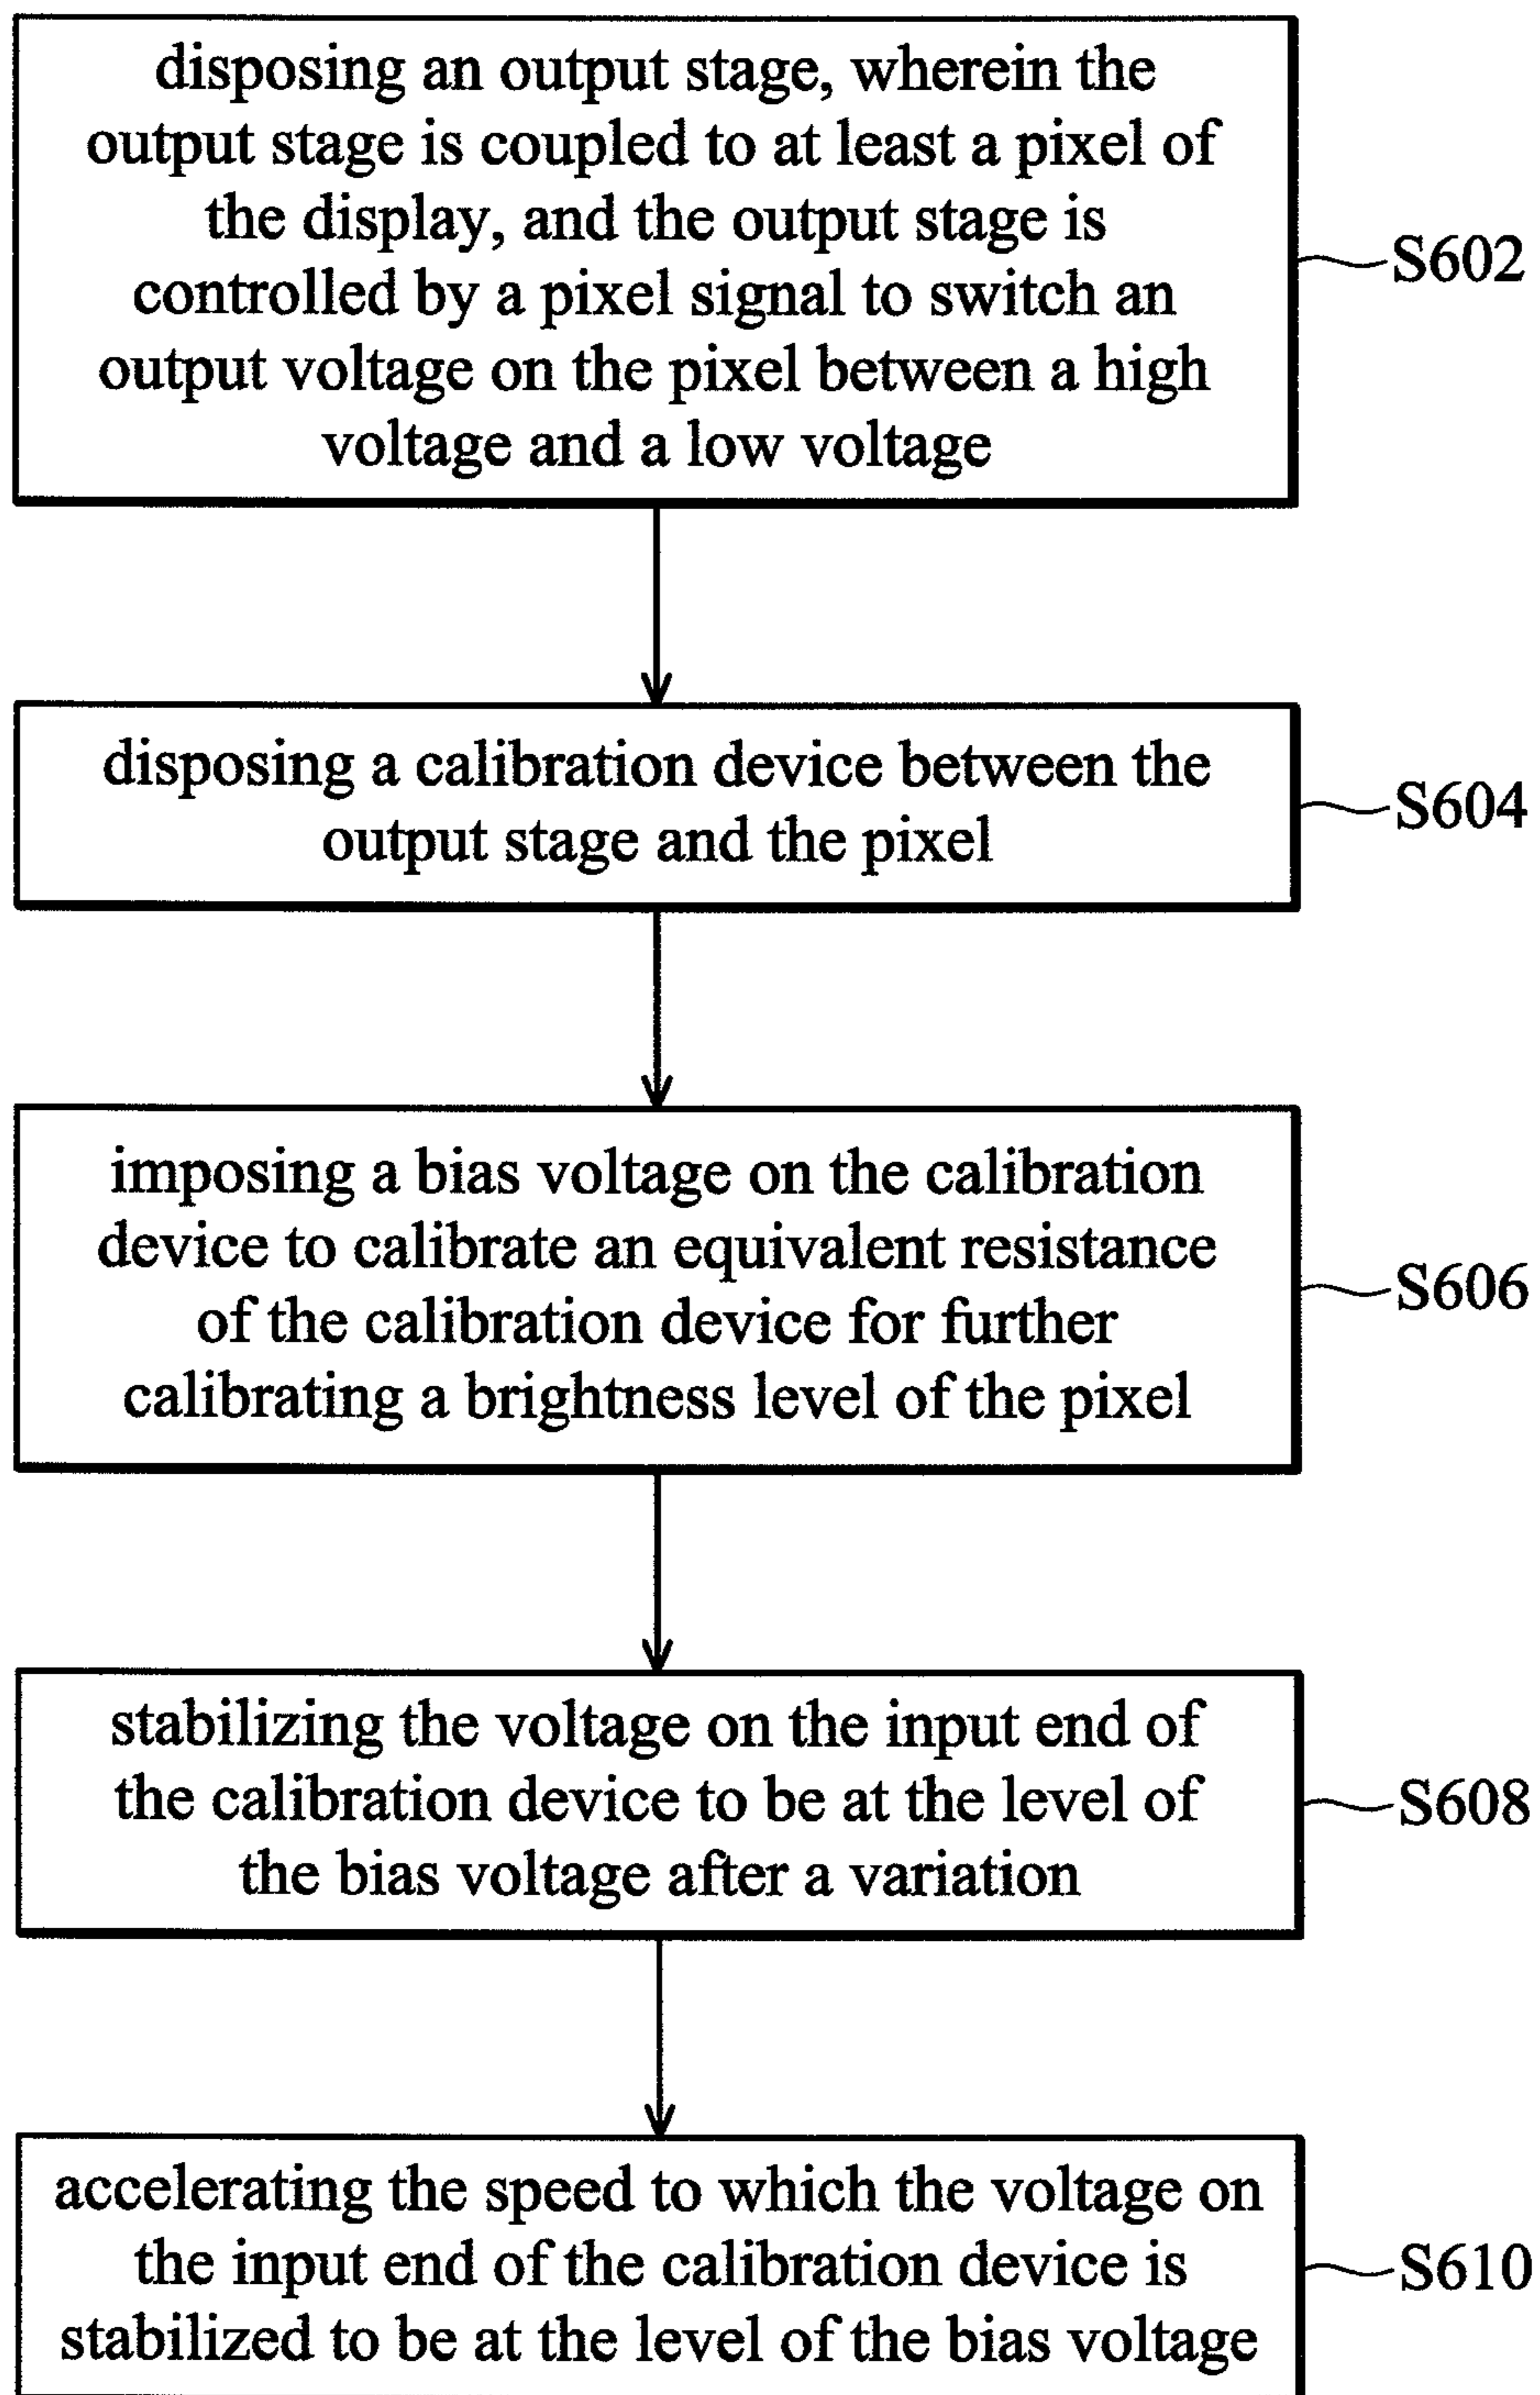 disposing an output stage, wherein the
output stage is coupled to at least a pixel of
the display, and the output stage is
controlled by a pixel signal to switch an
output voltage on the pixel between a high
voltage and a low voltage
S602
disposing a calibration device between the
output stage and the pixel
S604
imposing a bias voltage on the calibration
device to calibrate an equivalent resistance
of the calibration device for further
calibrating a brightness level of the pixel
S606
stabilizing the voltage on the input end of
the calibration device to be at the level of
the bias voltage after a variation
S608
accelerating the speed to which the voltage on
the input end of the calibration device is
stabilized to be at the level of the bias voltage
S610